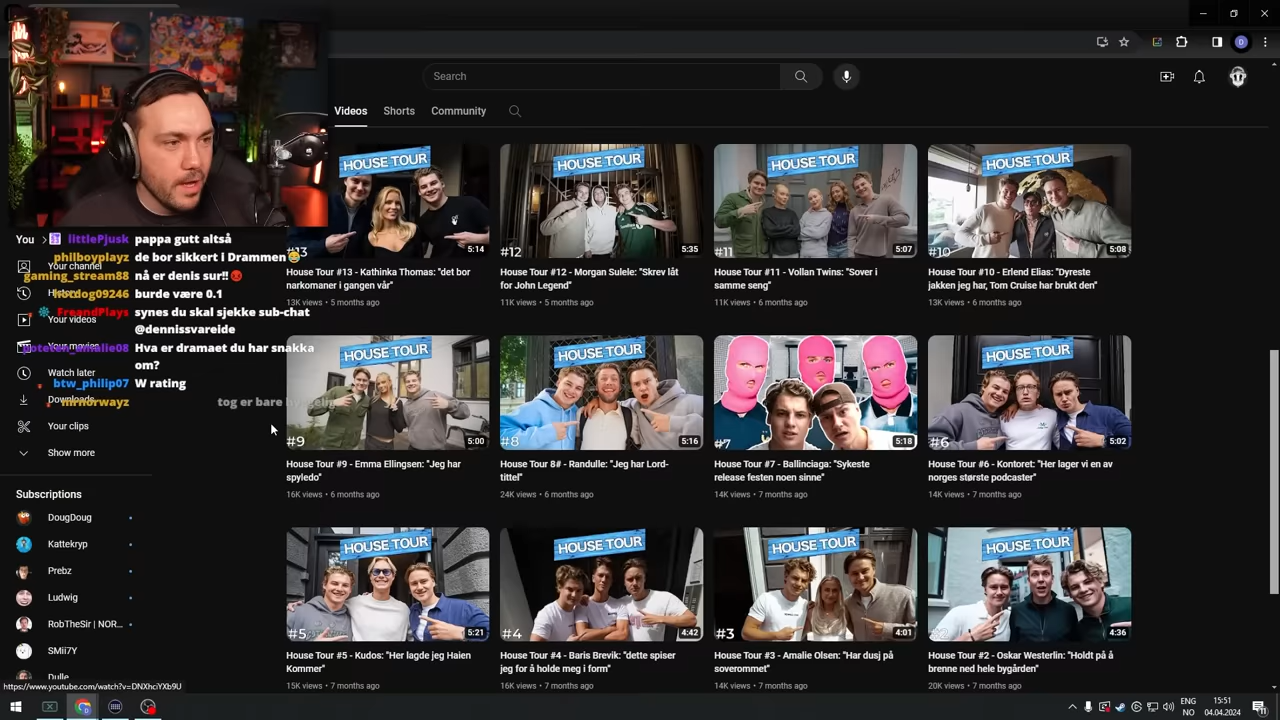 Search
Videos
Shorts
Community
You
littlePjusk pappa gutt altså
philboyplayz de bor sikkert i Drammen
gaming_stream88 nå er denis sur!!
burde være 0.1
FreandPlays synes du skal sjekke sub-chat
@dennissvareide
Hva er dramaet du har snakka
om?
btw_philip07 W rating
mrnorwayz tog er bare
Your channel
Your videos
Watch later
Downloads
Your clips
Show more
Subscriptions
DougDoug
Kattekryp
Prebz
Ludwig
RobTheSir | NOR...
SMii7Y
Dulle
https://www.youtube.com/watch?v=DNXhciYXb9U
HOUSE TOUR
#13
5:14
House Tour #13 - Kathinka Thomas: "det bor
narkomaner i gangen vår"
13K views • 5 months ago
HOUSE TOUR
#12
5:35
House Tour #12 - Morgan Sulele: "Skrev låt
for John Legend"
11K views • 5 months ago
HOUSE TOUR
#11
5:07
House Tour #11 - Vollan Twins: "Sover i
samme seng"
11K views • 6 months ago
HOUSE TOUR
#10
5:08
House Tour #10 - Erlend Elias: "Dyreste
jakken jeg har, Tom Cruise har brukt den"
13K views • 6 months ago
HOUSE TOUR
#9
5:00
House Tour #9 - Emma Ellingsen: "Jeg har
spyledo"
16K views • 6 months ago
HOUSE TOUR
#8
5:16
House Tour 8# - Randulle: "Jeg har Lord-
tittel"
24K views • 6 months ago
#7
5:18
House Tour #7 - Ballinciaga: "Sykeste
release festen noen sinne"
14K views • 7 months ago
HOUSE TOUR
#6
5:02
House Tour #6 - Kontoret: "Her lager vi en av
norges største podcaster"
14K views • 7 months ago
HOUSE TOUR
#5
5:21
House Tour #5 - Kudos: "Her lagde jeg Haien
Kommer"
15K views • 7 months ago
HOUSE TOUR
#4
4:42
House Tour #4 - Baris Brevik: "dette spiser
jeg for å holde meg i form"
16K views • 7 months ago
HOUSE TOUR
#3
4:01
House Tour #3 - Amalie Olsen: "Har dusj på
soverommet"
14K views • 7 months ago
HOUSE TOUR
4:36
House Tour #2 - Oskar Westerlin: "Holdt på å
brenne ned hele bygården"
20K views • 7 months ago
ENG
NO
15:51
04.04.2024